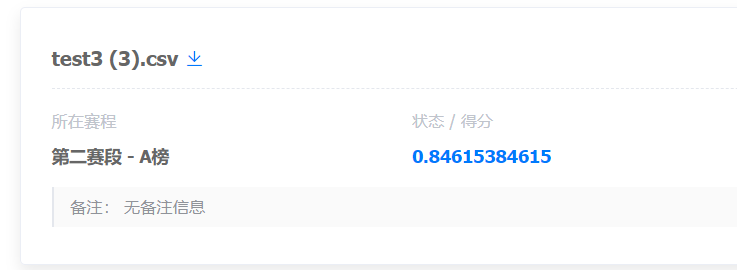 test3 (3).csv
所在赛程
状态 / 得分
第二赛段 - A榜
0.84615384615
备注： 无备注信息